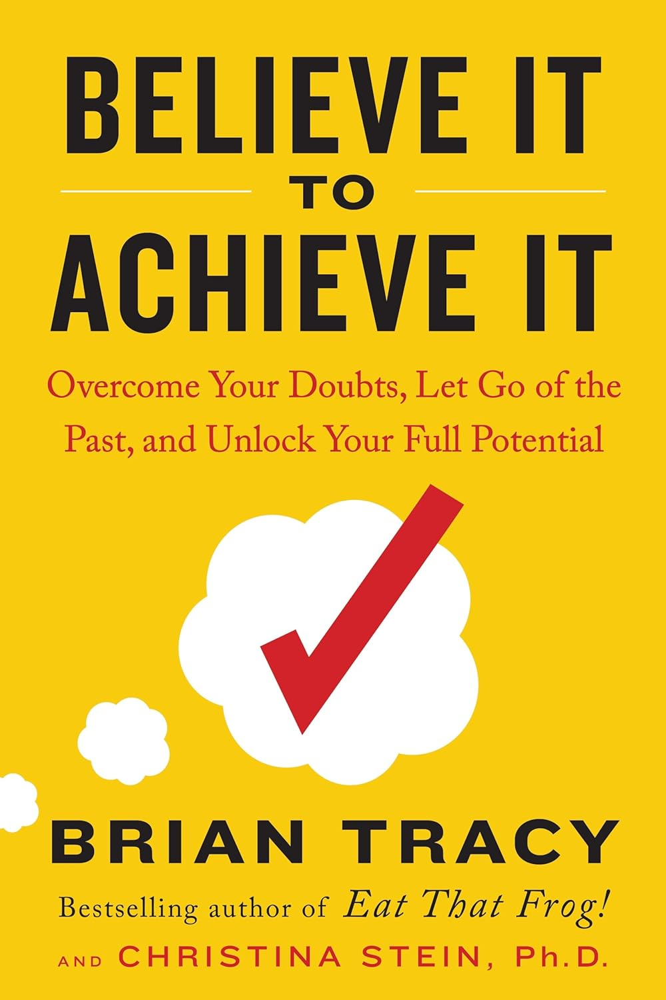 BELIEVE IT
TO
ACHIEVE IT
Overcome Your Doubts, Let Go of the
Past, and Unlock Your Full Potential
BRIAN TRACY
Bestselling author of Eat That Frog!
AND CHRISTINA STEIN, Ph.D.